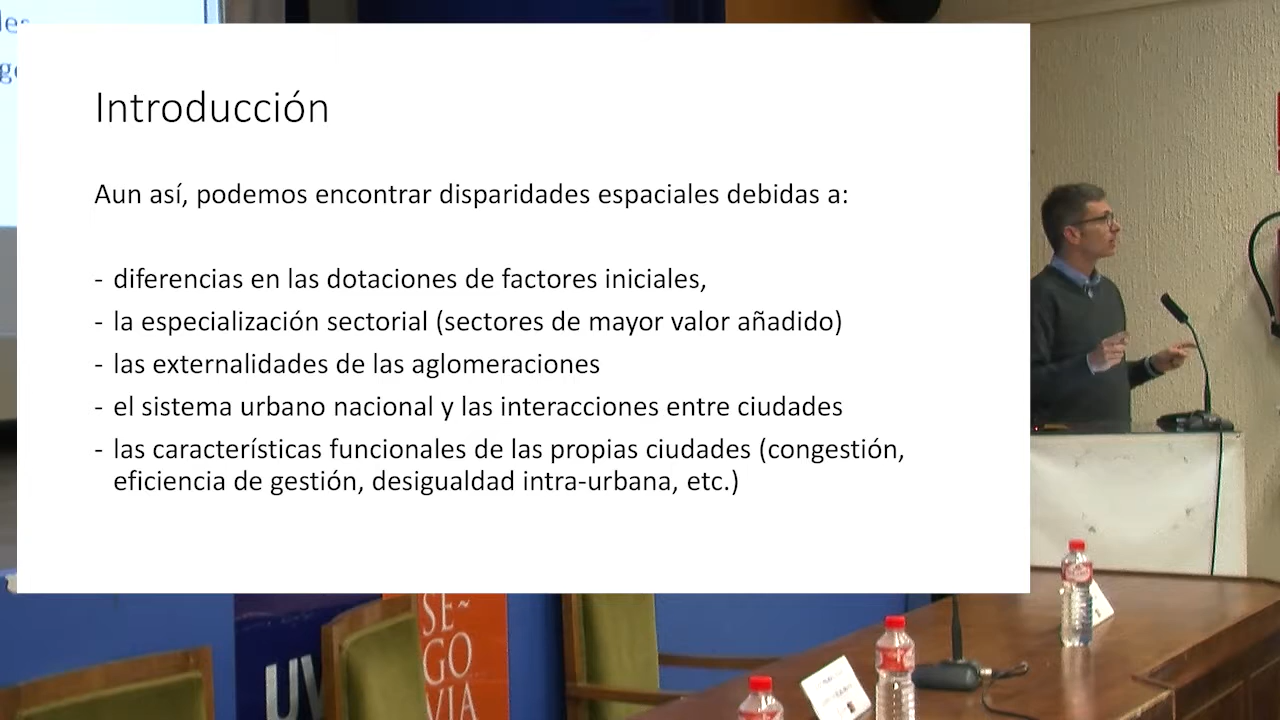 Introducción
Aun así, podemos encontrar disparidades espaciales debidas a:
- diferencias en las dotaciones de factores iniciales,
- la especialización sectorial (sectores de mayor valor añadido)
- las externalidades de las aglomeraciones
- el sistema urbano nacional y las interacciones entre ciudades
- las características funcionales de las propias ciudades (congestión,
eficiencia de gestión, desigualdad intra-urbana, etc.)
SE~
GO
VIA